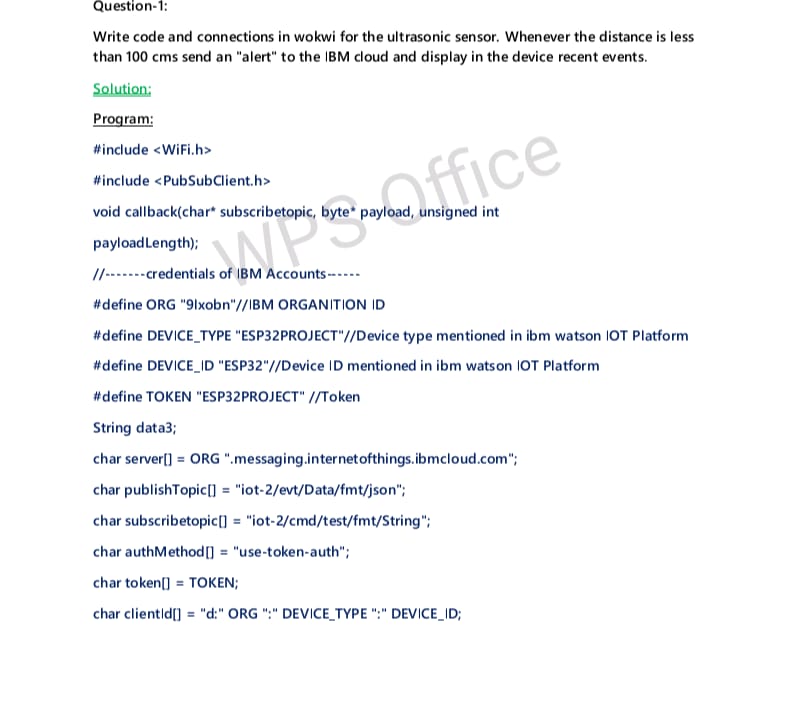 Question-1:
Write code and connections in wokwi for the ultrasonic sensor. Whenever the distance is less
than 100 cms send an "alert" to the IBM cloud and display in the device recent events.
Solution:
Program:
#include <WiFi.h>
#include <PubSubClient.h>
void callback(char* subscribetopic, byte* payload, unsigned int
payloadLength);
//-------credentials of IBM Accounts------
#define ORG "9lxobn"//IBM ORGANITION ID
#define DEVICE_TYPE "ESP32PROJECT"//Device type mentioned in ibm watson IOT Platform
#define DEVICE_ID "ESP32"//Device ID mentioned in ibm watson IOT Platform
#define TOKEN "ESP32PROJECT" //Token
String data3;
char server[] = ORG ".messaging.internetofthings.ibmcloud.com";
char publishTopic[] = "iot-2/evt/Data/fmt/json";
char subscribetopic[] = "iot-2/cmd/test/fmt/String";
char authMethod[] = "use-token-auth";
char token[] = TOKEN;
char clientId[] = "d:" ORG ":" DEVICE_TYPE ":" DEVICE_ID;
WPS Office